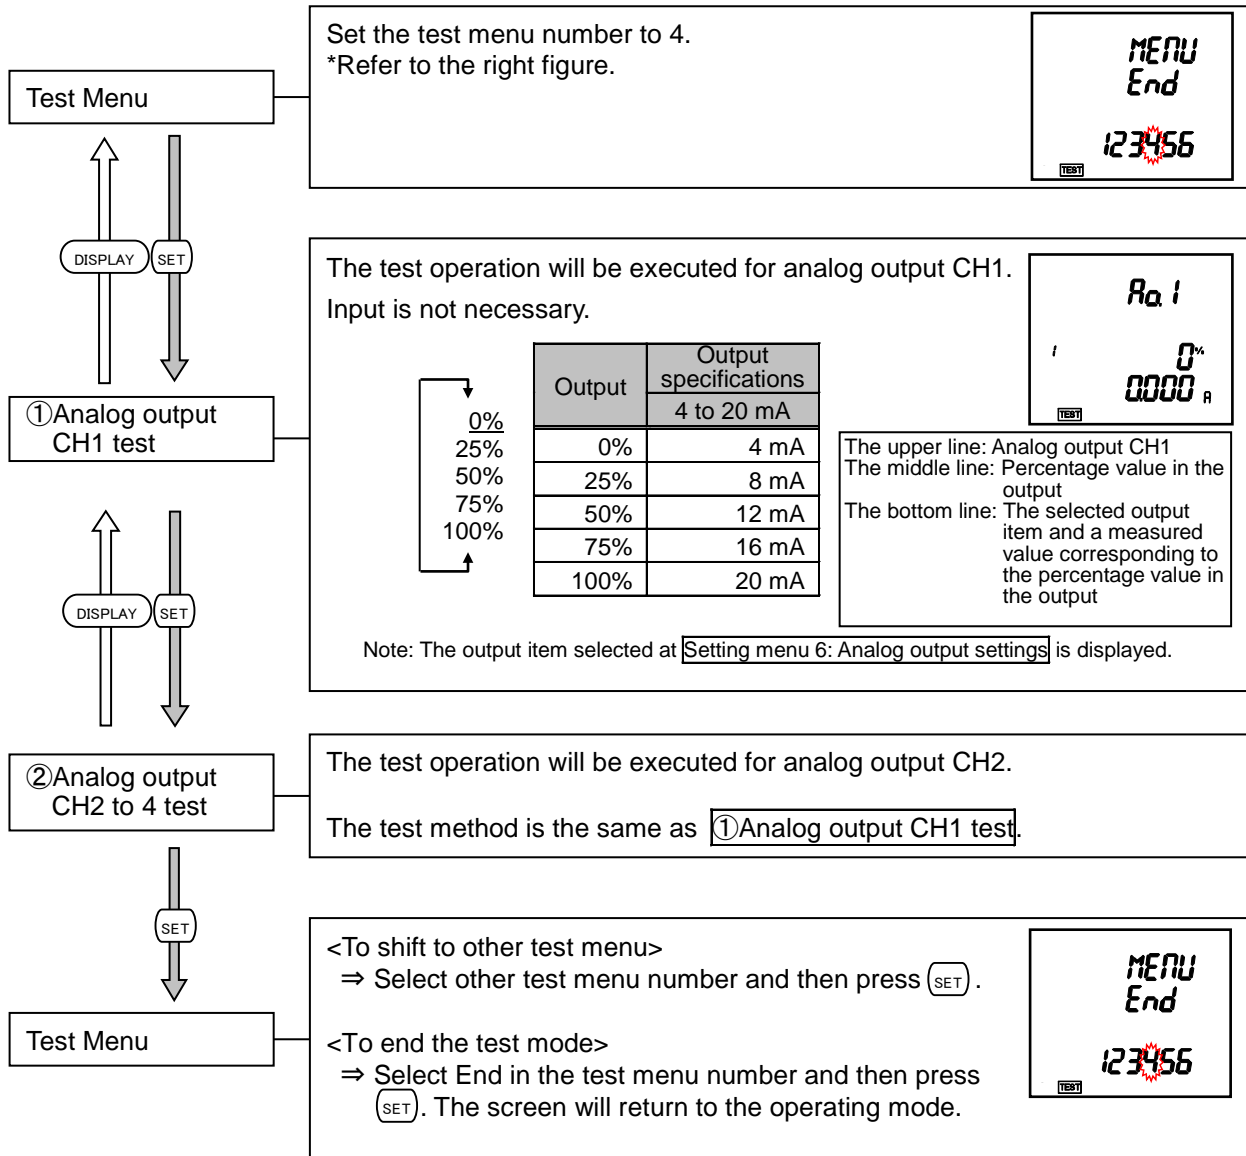 Set the test menu number to 4.
*Refer to the right figure.
MENU
End
123456
TEST
Test Menu
DISPLAY SET
The test operation will be executed for analog output CH1.
Input is not necessary.
Ao.1
1 0%
0.000 A
TEST
①Analog output
CH1 test
0%
25%
50%
75%
100%
Output Output specifications
4 to 20 mA
0% 4 mA
25% 8 mA
50% 12 mA
75% 16 mA
100% 20 mA
The upper line: Analog output CH1
The middle line: Percentage value in the
output
The bottom line: The selected output
item and a measured
value corresponding to
the percentage value in
the output
Note: The output item selected at Setting menu 6: Analog output settings is displayed.
DISPLAY SET
②Analog output
CH2 to 4 test
The test operation will be executed for analog output CH2.
The test method is the same as ①Analog output CH1 test.
SET
<To shift to other test menu>
⇒ Select other test menu number and then press SET.
<To end the test mode>
⇒ Select End in the test menu number and then press
SET. The screen will return to the operating mode.
MENU
End
123456
TEST
Test Menu